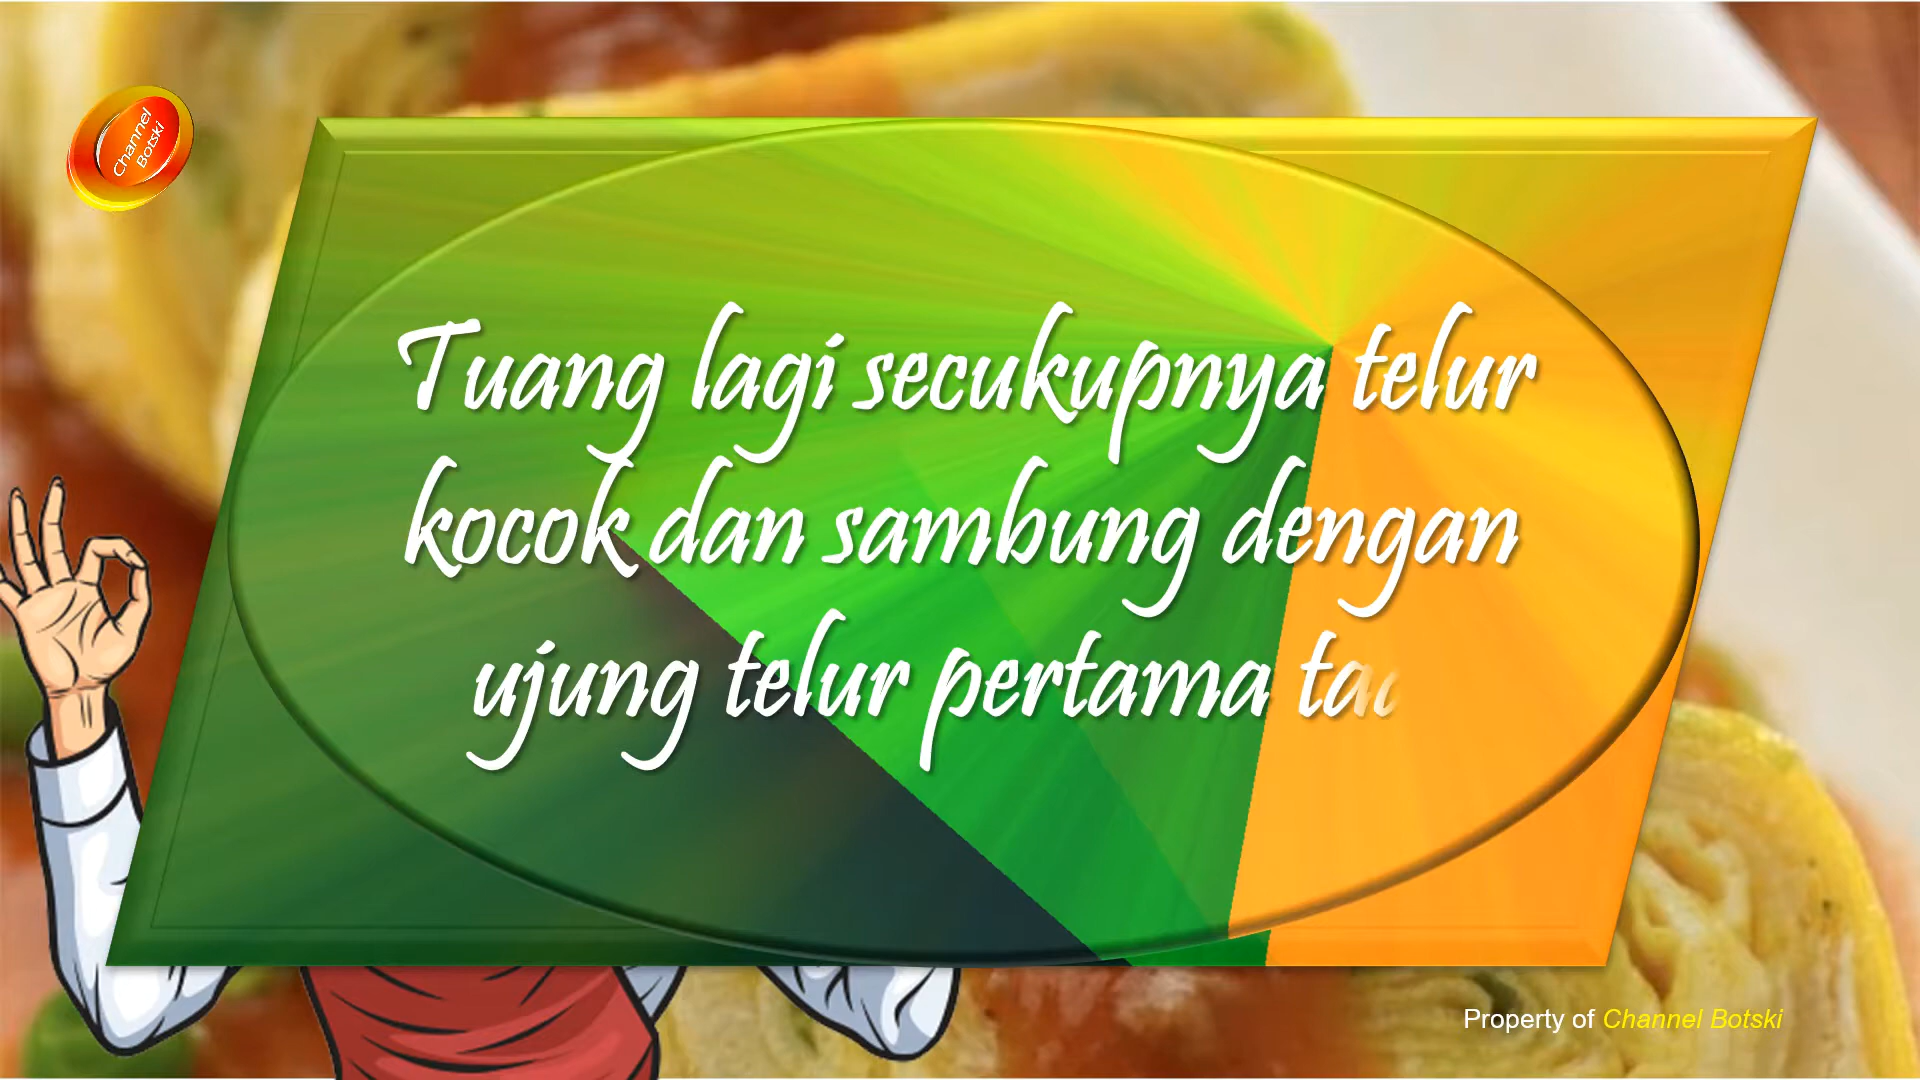 Channel
Botski
Tuang lagi secukupnya telur
kocok dan sambung dengan
ujung telur pertama
Property of Channel Botski